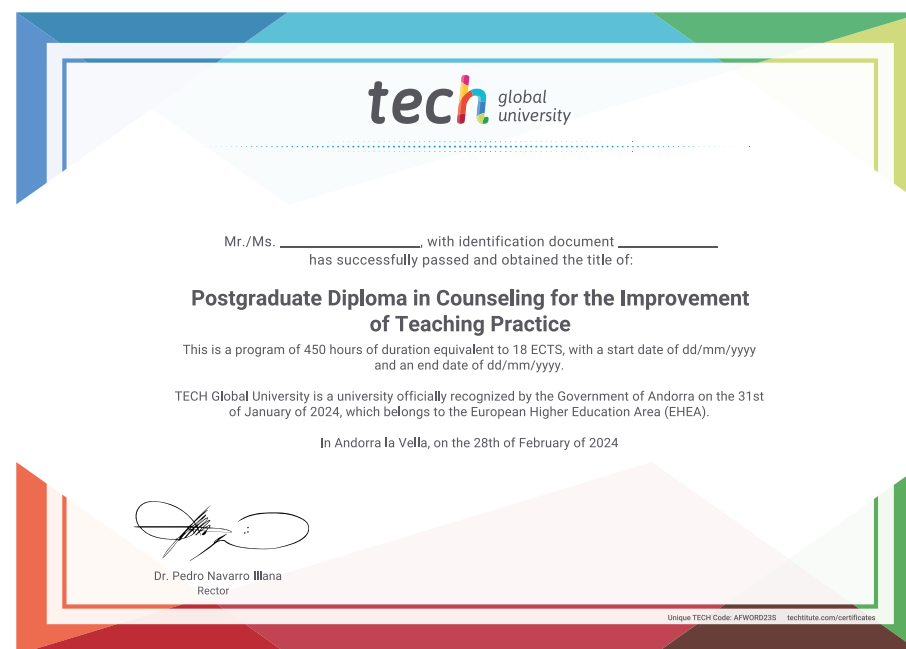 tech global university
Mr./Ms. ____________________, with identification document ______________
has successfully passed and obtained the title of:
Postgraduate Diploma in Counseling for the Improvement
of Teaching Practice
This is a program of 450 hours of duration equivalent to 18 ECTS, with a start date of dd/mm/yyyy
and an end date of dd/mm/yyyy.
TECH Global University is a university officially recognized by the Government of Andorra on the 31st
of January of 2024, which belongs to the European Higher Education Area (EHEA).
In Andorra la Vella, on the 28th of February of 2024
Dr. Pedro Navarro Illana
Rector
Unique TECH Code: AFWORD23S techtitute.com/certificates